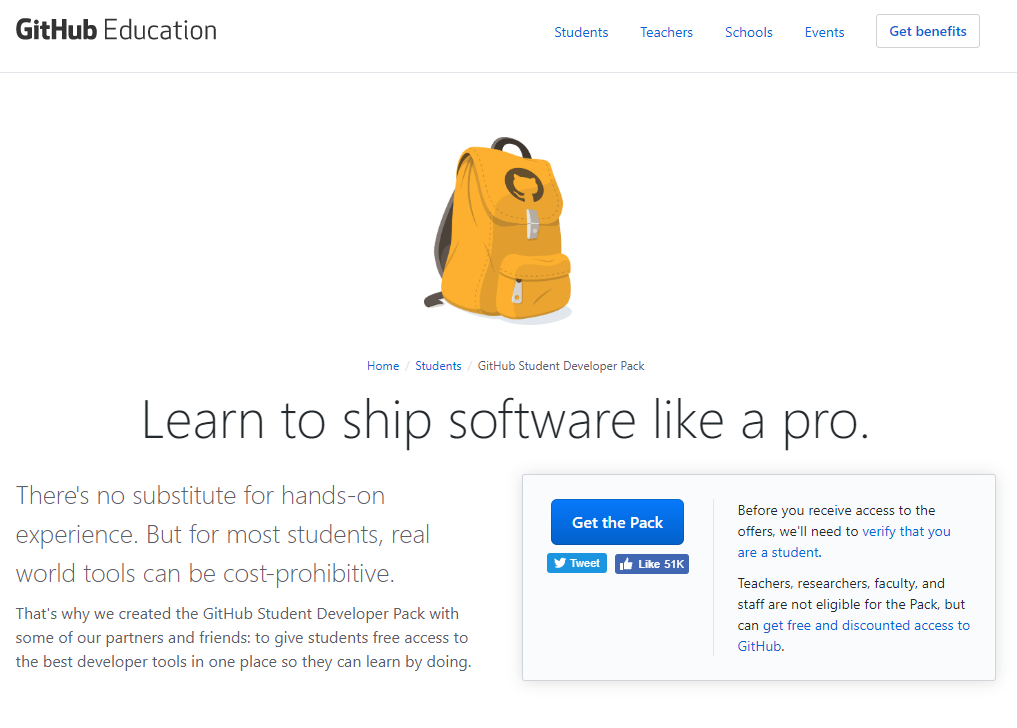 GitHub Education
Students
Teachers
Schools
Events
Get benefits
Home / Students / GitHub Student Developer Pack
Learn to ship software like a pro.
There's no substitute for hands-on
experience. But for most students, real
world tools can be cost-prohibitive.
That's why we created the GitHub Student Developer Pack with
some of our partners and friends: to give students free access to
the best developer tools in one place so they can learn by doing.
Get the Pack
Tweet
Like 51K
Before you receive access to the
offers, we'll need to verify that you
are a student.
Teachers, researchers, faculty, and
staff are not eligible for the Pack, but
can get free and discounted access to
GitHub.